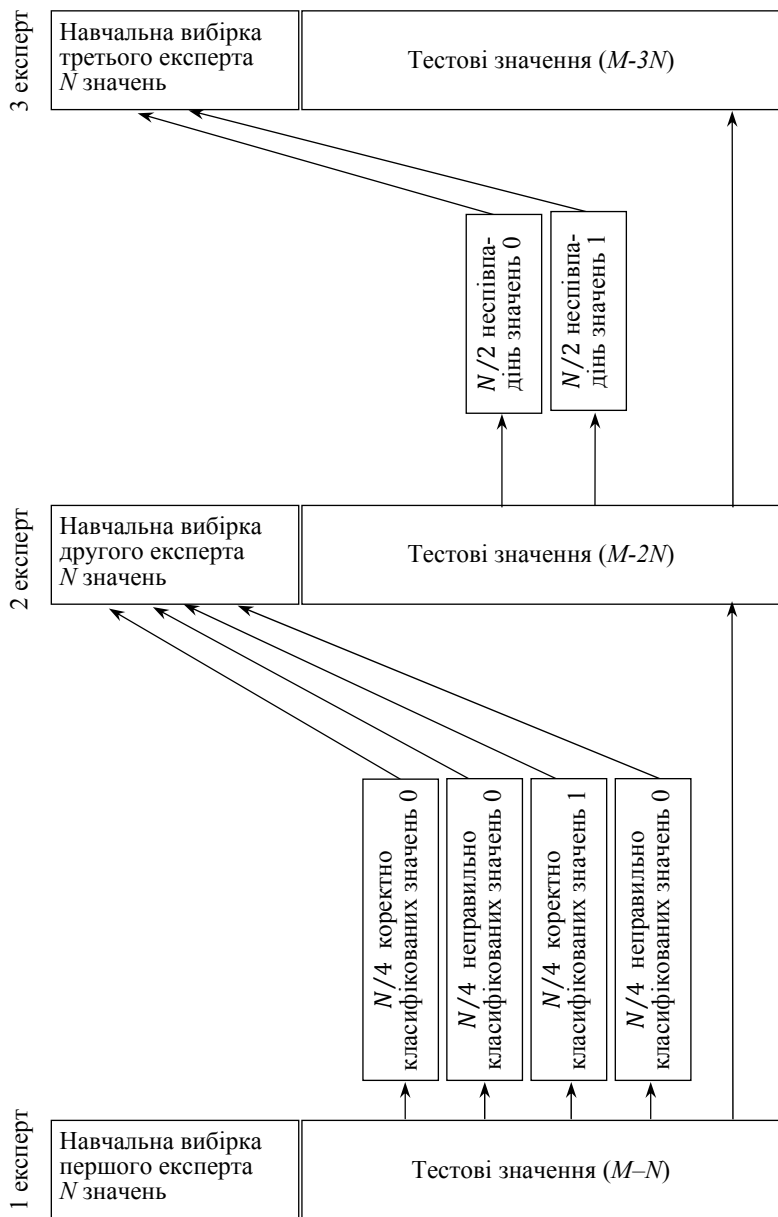 3 експерт
Навчальна вибірка
третього експерта
N значень
Тестові значення (M-3N)
N/2 неспівпа-
дінь значень 0
N/2 неспівпа-
дінь значень 1
2 експерт
Навчальна вибірка
другого експерта
N значень
Тестові значення (M-2N)
N/4 коректно
класифікованих значень 0
N/4 неправильно
класифікованих значень 0
N/4 коректно
класифікованих значень 1
N/4 неправильно
класифікованих значень 0
1 експерт
Навчальна вибірка
першого експерта
N значень
Тестові значення (M–N)